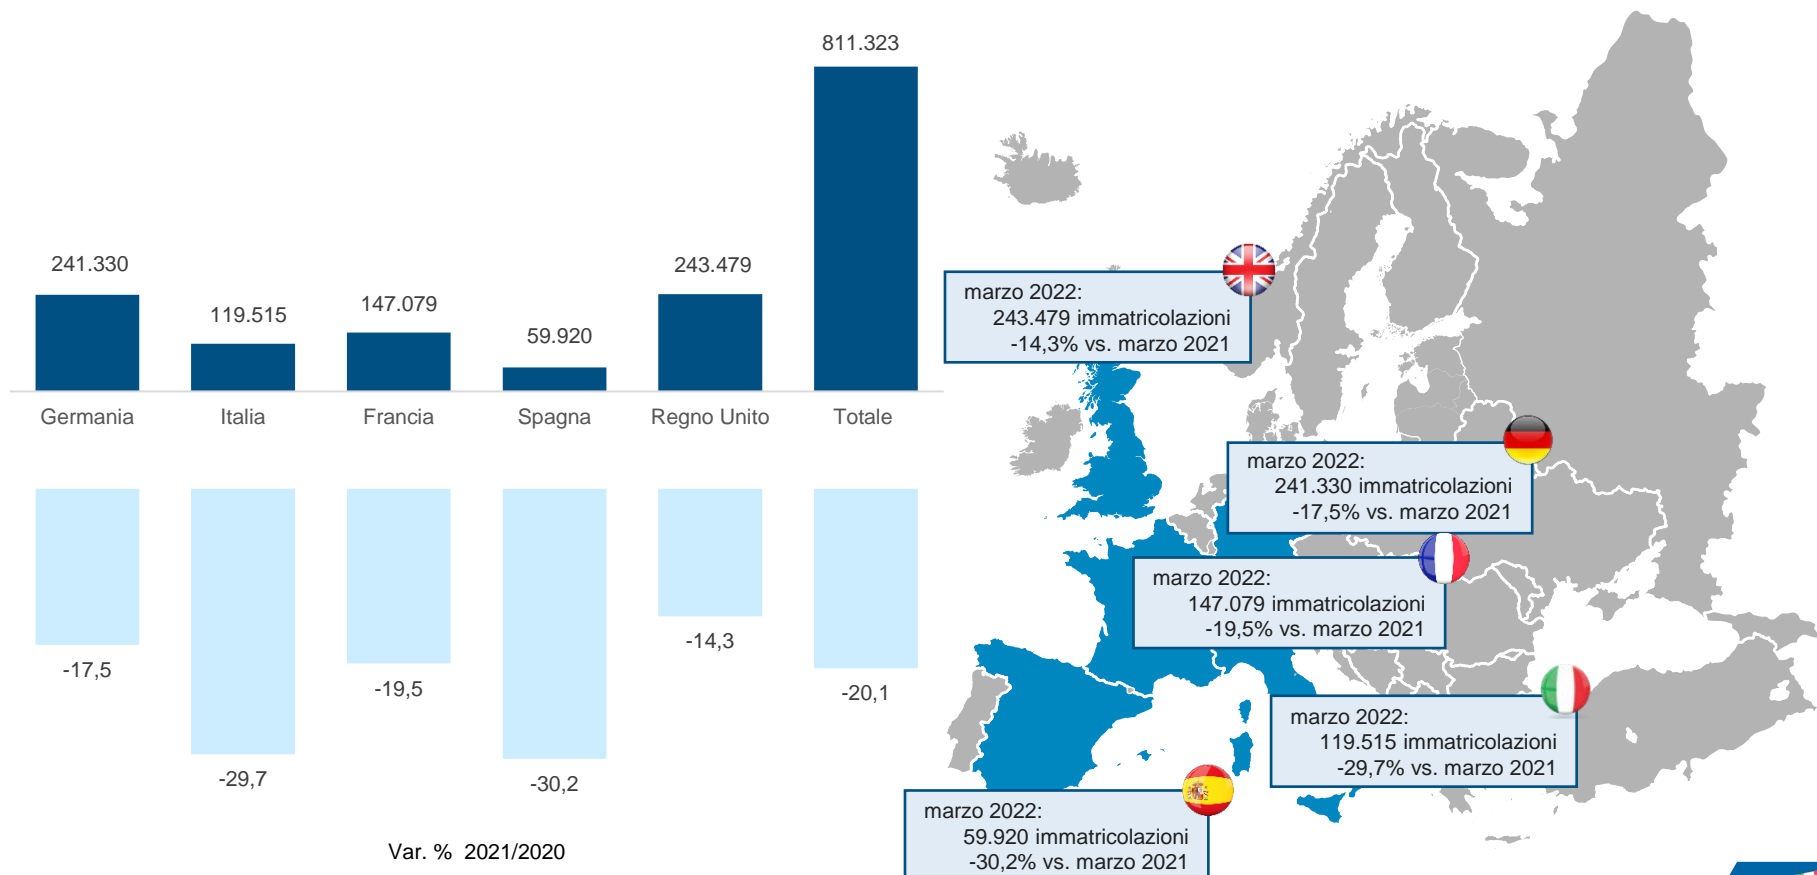 811.323
241.330
119.515
147.079
59.920
243.479
Germania
Italia
Francia
Spagna
Regno Unito
Totale
-17,5
-29,7
-19,5
-30,2
-14,3
-20,1
Var. % 2021/2020
marzo 2022:
243.479 immatricolazioni
-14,3% vs. marzo 2021
marzo 2022:
241.330 immatricolazioni
-17,5% vs. marzo 2021
marzo 2022:
147.079 immatricolazioni
-19,5% vs. marzo 2021
marzo 2022:
119.515 immatricolazioni
-29,7% vs. marzo 2021
marzo 2022:
59.920 immatricolazioni
-30,2% vs. marzo 2021